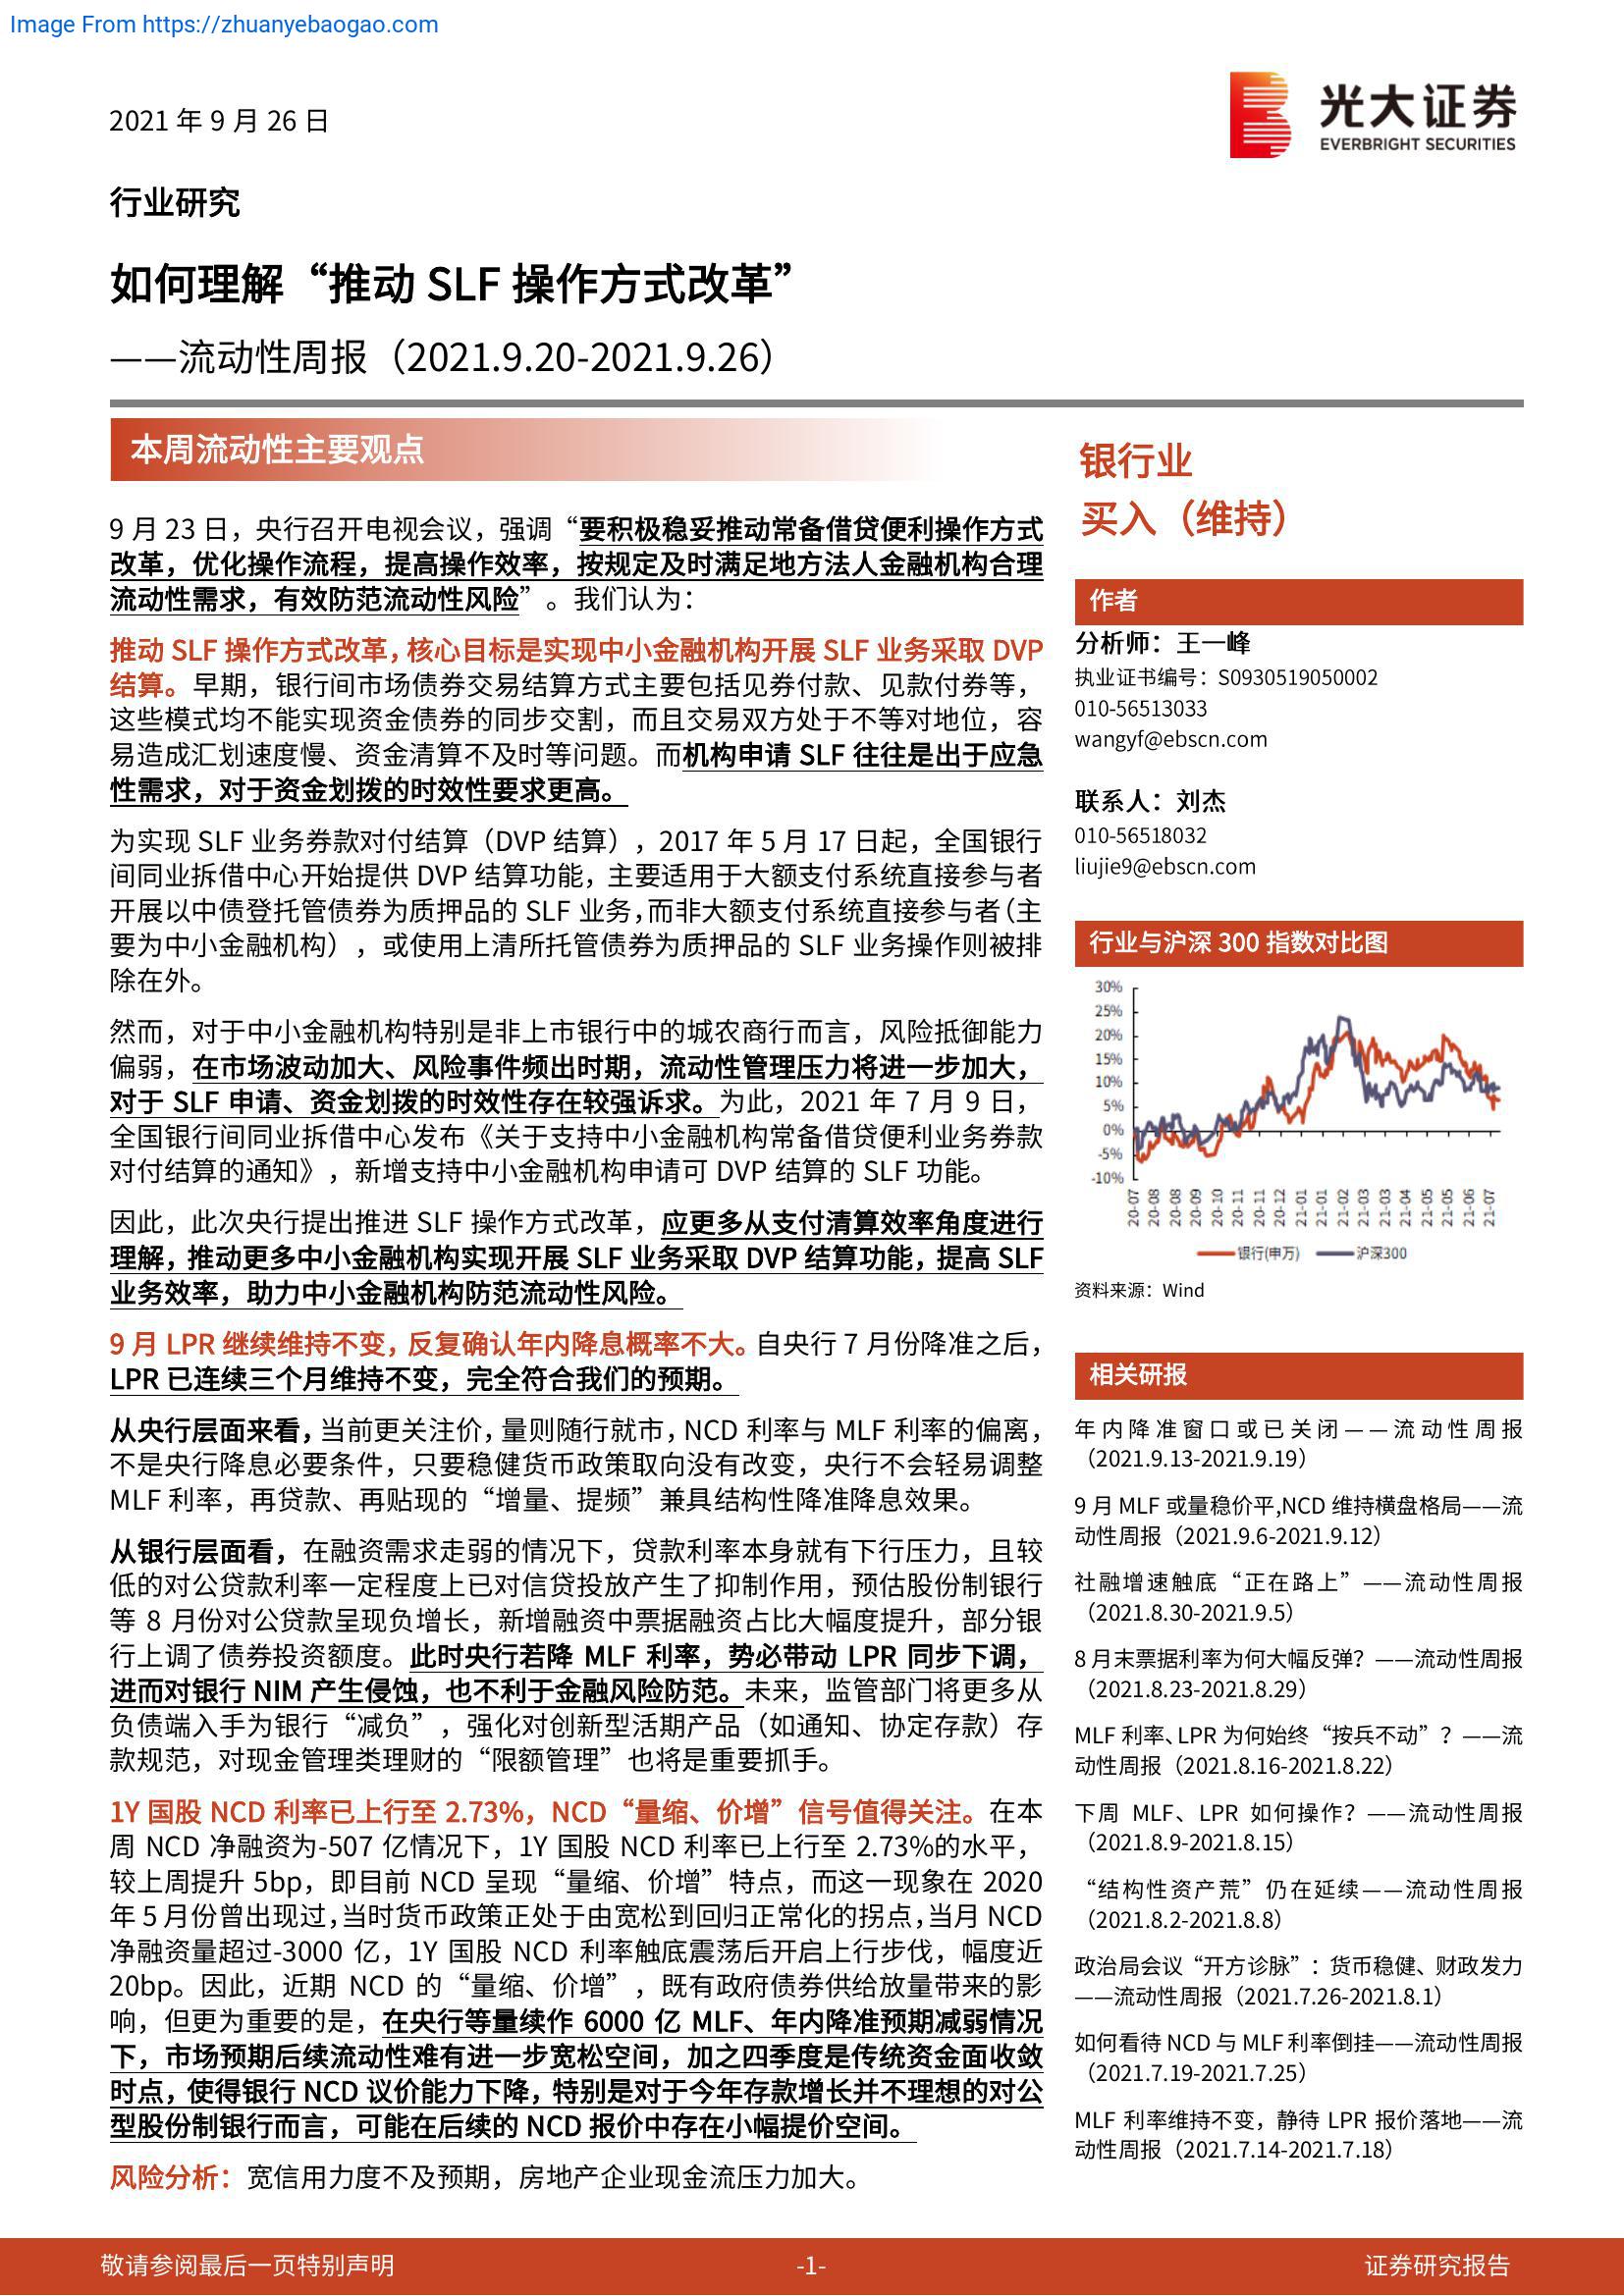 Image From https://zhuanyebaogao.com
2021 年 9 月 26 日
光大证券
EVERBRIGHT SECURITIES
行业研究
如何理解“推动 SLF 操作方式改革”
——流动性周报（2021.9.20-2021.9.26）
本周流动性主要观点
9 月 23 日，央行召开电视会议，强调“要积极稳妥推动常备借贷便利操作方式
改革，优化操作流程，提高操作效率，按规定及时满足地方法人金融机构合理
流动性需求，有效防范流动性风险”。我们认为：
推动 SLF 操作方式改革，核心目标是实现中小金融机构开展 SLF 业务采取 DVP
结算。早期，银行间市场债券交易结算方式主要包括见券付款、见款付券等，
这些模式均不能实现资金债券的同步交割，而且交易双方处于不等对地位，容
易造成汇划速度慢、资金清算不及时等问题。而机构申请 SLF 往往是出于应急
性需求，对于资金划拨的时效性要求更高。
为实现 SLF 业务券款对付结算（DVP 结算），2017 年 5 月 17 日起，全国银行
间同业拆借中心开始提供 DVP 结算功能，主要适用于大额支付系统直接参与者
开展以中债登托管债券为质押品的 SLF 业务，而非大额支付系统直接参与者（主
要为中小金融机构），或使用上清所托管债券为质押品的 SLF 业务操作则被排
除在外。
然而，对于中小金融机构特别是非上市银行中的城农商行而言，风险抵御能力
偏弱，在市场波动加大、风险事件频出时期，流动性管理压力将进一步加大，
对于 SLF 申请、资金划拨的时效性存在较强诉求。为此，2021 年 7 月 9 日，
全国银行间同业拆借中心发布《关于支持中小金融机构常备借贷便利业务券款
对付结算的通知》，新增支持中小金融机构申请可 DVP 结算的 SLF 功能。
因此，此次央行提出推进 SLF 操作方式改革，应更多从支付清算效率角度进行
理解，推动更多中小金融机构实现开展 SLF 业务采取 DVP 结算功能，提高 SLF
业务效率，助力中小金融机构防范流动性风险。
9 月 LPR 继续维持不变，反复确认年内降息概率不大。自央行 7 月份降准之后，
LPR 已连续三个月维持不变，完全符合我们的预期。
从央行层面来看，当前更关注价，量则随行就市，NCD 利率与 MLF 利率的偏离，
不是央行降息必要条件，只要稳健货币政策取向没有改变，央行不会轻易调整
MLF 利率，再贷款、再贴现的“增量、提频”兼具结构性降准降息效果。
从银行层面看，在融资需求走弱的情况下，贷款利率本身就有下行压力，且较
低的对公贷款利率一定程度上已对信贷投放产生了抑制作用，预估股份制银行
等 8 月份对公贷款呈现负增长，新增融资中票据融资占比大幅度提升，部分银
行上调了债券投资额度。此时央行若降 MLF 利率，势必带动 LPR 同步下调，
进而对银行 NIM 产生侵蚀，也不利于金融风险防范。未来，监管部门将更多从
负债端入手为银行“减负”，强化对创新型活期产品（如通知、协定存款）存
款规范，对现金管理类理财的“限额管理”也将是重要抓手。
1Y 国股 NCD 利率已上行至 2.73%，NCD“量缩、价增”信号值得关注。在本
周 NCD 净融资为-507 亿情况下，1Y 国股 NCD 利率已上行至 2.73%的水平，
较上周提升 5bp，即目前 NCD 呈现“量缩、价增”特点，而这一现象在 2020
年 5 月份曾出现过，当时货币政策正处于由宽松到回归正常化的拐点，当月 NCD
净融资量超过-3000 亿，1Y 国股 NCD 利率触底震荡后开启上行步伐，幅度近
20bp。因此，近期 NCD 的“量缩、价增”，既有政府债券供给放量带来的影
响，但更为重要的是，在央行等量续作 6000 亿 MLF、年内降准预期减弱情况
下，市场预期后续流动性难有进一步宽松空间，加之四季度是传统资金面收敛
时点，使得银行 NCD 议价能力下降，特别是对于今年存款增长并不理想的对公
型股份制银行而言，可能在后续的 NCD 报价中存在小幅提价空间。
风险分析：宽信用力度不及预期，房地产企业现金流压力加大。
银行业
买入（维持）
作者
分析师：王一峰
执业证书编号：S0930519050002
010-56513033
wangyf@ebscn.com
联系人：刘杰
010-56518032
liujie9@ebscn.com
行业与沪深 300 指数对比图
30%
25%
20%
15%
10%
5%
0%
-5%
-10%
20-07
20-08
20-08
20-09
20-10
20-11
20-11
20-12
21-01
21-01
21-02
21-03
21-03
21-04
21-05
21-05
21-06
21-07
银行(申万)
沪深300
资料来源：Wind
相关研报
年内降准窗口或已关闭——流动性周报
（2021.9.13-2021.9.19）
9 月 MLF 或量稳价平,NCD 维持横盘格局——流
动性周报（2021.9.6-2021.9.12）
社融增速触底“正在路上”——流动性周报
（2021.8.30-2021.9.5）
8 月末票据利率为何大幅反弹？——流动性周报
（2021.8.23-2021.8.29）
MLF 利率、LPR 为何始终“按兵不动”？——流
动性周报（2021.8.16-2021.8.22）
下周 MLF、LPR 如何操作？——流动性周报
（2021.8.9-2021.8.15）
“结构性资产荒”仍在延续——流动性周报
（2021.8.2-2021.8.8）
政治局会议“开方诊脉”：货币稳健、财政发力
——流动性周报（2021.7.26-2021.8.1）
如何看待 NCD 与 MLF 利率倒挂——流动性周报
（2021.7.19-2021.7.25）
MLF 利率维持不变，静待 LPR 报价落地——流
动性周报（2021.7.14-2021.7.18）
敬请参阅最后一页特别声明
-1-
证券研究报告